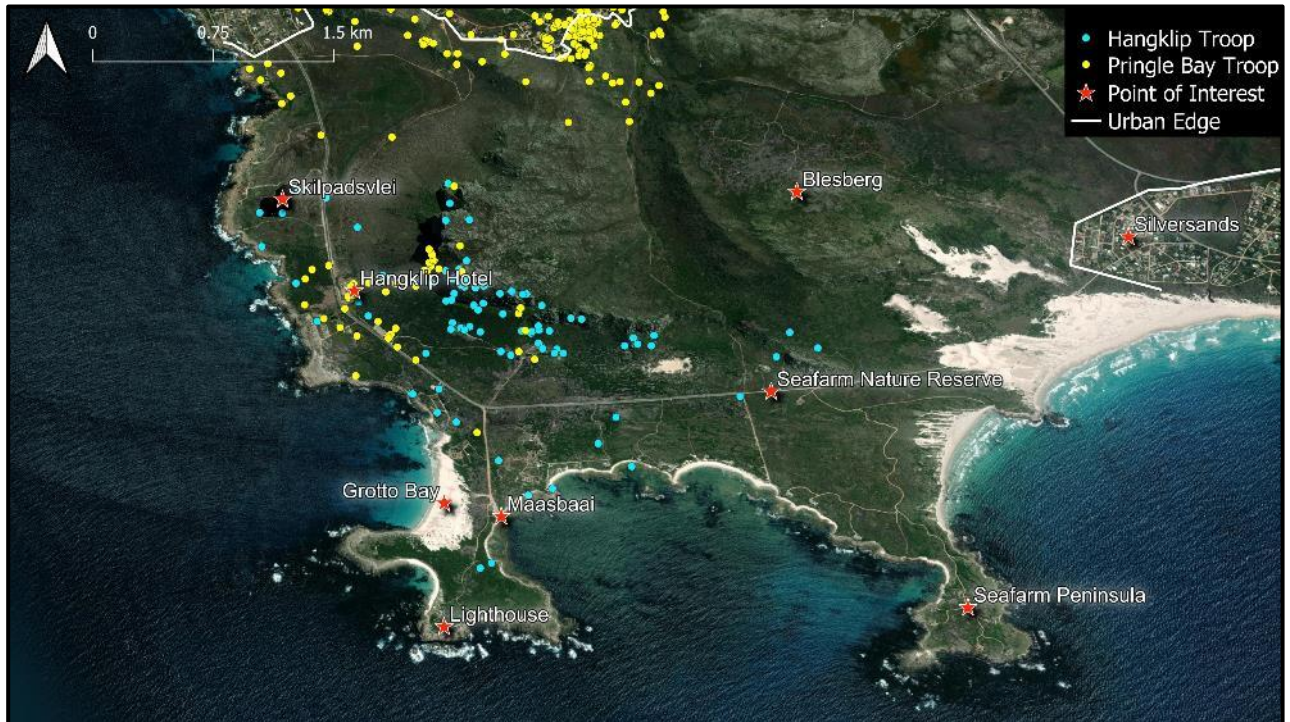 0 0.75 1.5 km
Hangklip Troop
Pringle Bay Troop
Point of Interest
Urban Edge
Skilpadsvlei
Blesberg
Silversands
Hangklip Hotel
Seafarm Nature Reserve
Grotto Bay
Maasbaai
Seafarm Peninsula
Lighthouse